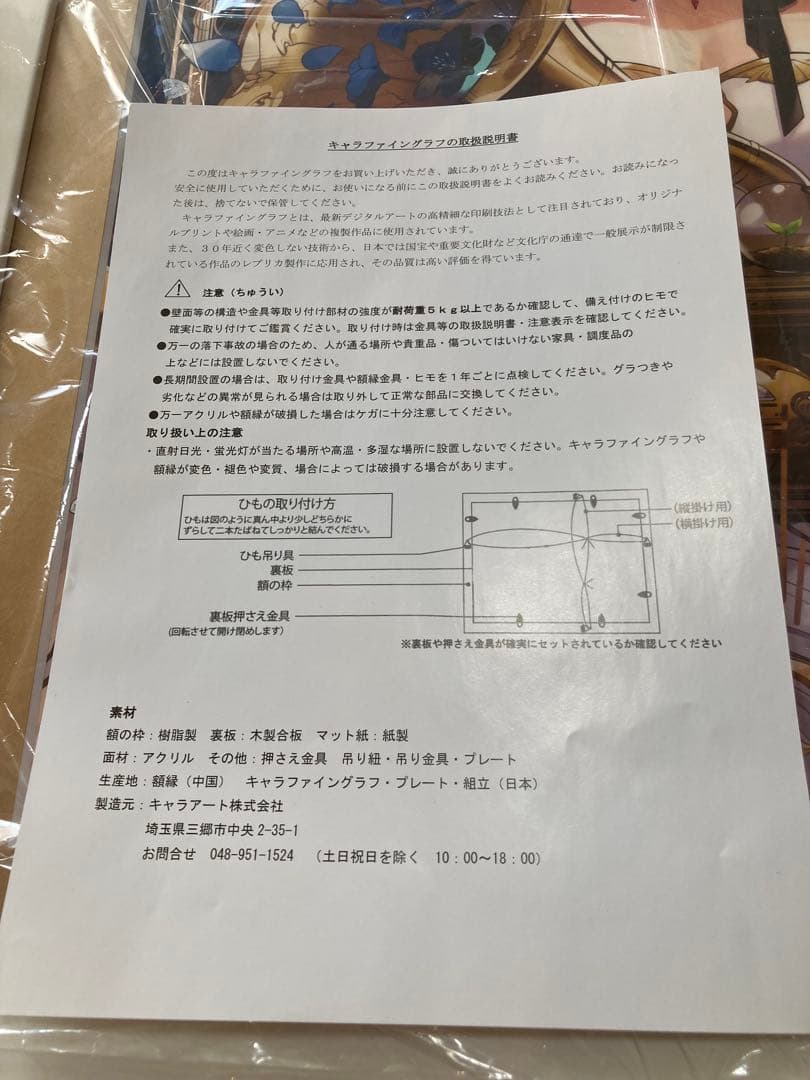 キャラファイングラフの取扱説明書
この度はキャラファイングラフをお買い上げいただき、誠にありがとうございます。
安全に使用していただくために、お使いになる前にこの取扱説明書をよくお読みください。お読みになっ
た後は、捨てないで保管してください。
キャラファイングラフとは、最新デジタルアートの高精細な印刷技法として注目されており、オリジナ
ルプリントや絵画・アニメなどの複製作品に使用されています。
また、３０年近く変色しない技術から、日本では国宝や重要文化財など文化庁の通達で一般展示が制限さ
れている作品のレプリカ製作に応用され、その品質は高い評価を得ています。
注意（ちゅうい）
●壁面等の構造や金具等取り付け部材の強度が耐荷重５ｋｇ以上であるか確認して、備え付けのヒモで
確実に取り付けてご鑑賞ください。取り付け時は金具等の取扱説明書・注意表示を確認してください。
●万一の落下事故の場合のため、人が通る場所や貴重品・傷ついてはいけない家具・調度品の
上などには設置しないでください。
●長期間設置の場合は、取り付け金具や額縁金具・ヒモを１年ごとに点検してください。グラつきや
劣化などの異常が見られる場合は取り外して正常な部品に交換してください。
●万一アクリルや額縁が破損した場合はケガに十分注意してください。
取り扱い上の注意
・直射日光・蛍光灯が当たる場所や高温・多湿な場所に設置しないでください。キャラファイングラフや
額縁が変色・褪色や変質、場合によっては破損する場合があります。
ひもの取り付け方
ひもは図のように真ん中より少しどちらかに
ずらして二本たばねてしっかりと結んでください。
(縦掛け用)
(横掛け用)
ひも吊り具
裏板
額の枠
裏板押さえ金具
(回転させて開け閉めします)
※裏板や押さえ金具が確実にセットされているか確認してください
素材
額の枠：樹脂製　裏板：木製合板　マット紙：紙製
面材：アクリル　その他：押さえ金具　吊り紐・吊り金具・プレート
生産地：額縁（中国）　キャラファイングラフ・プレート・組立（日本）
製造元：キャラアート株式会社
埼玉県三郷市中央2-35-1
お問合せ　048-951-1524　（土日祝日を除く　10：00～18：00）